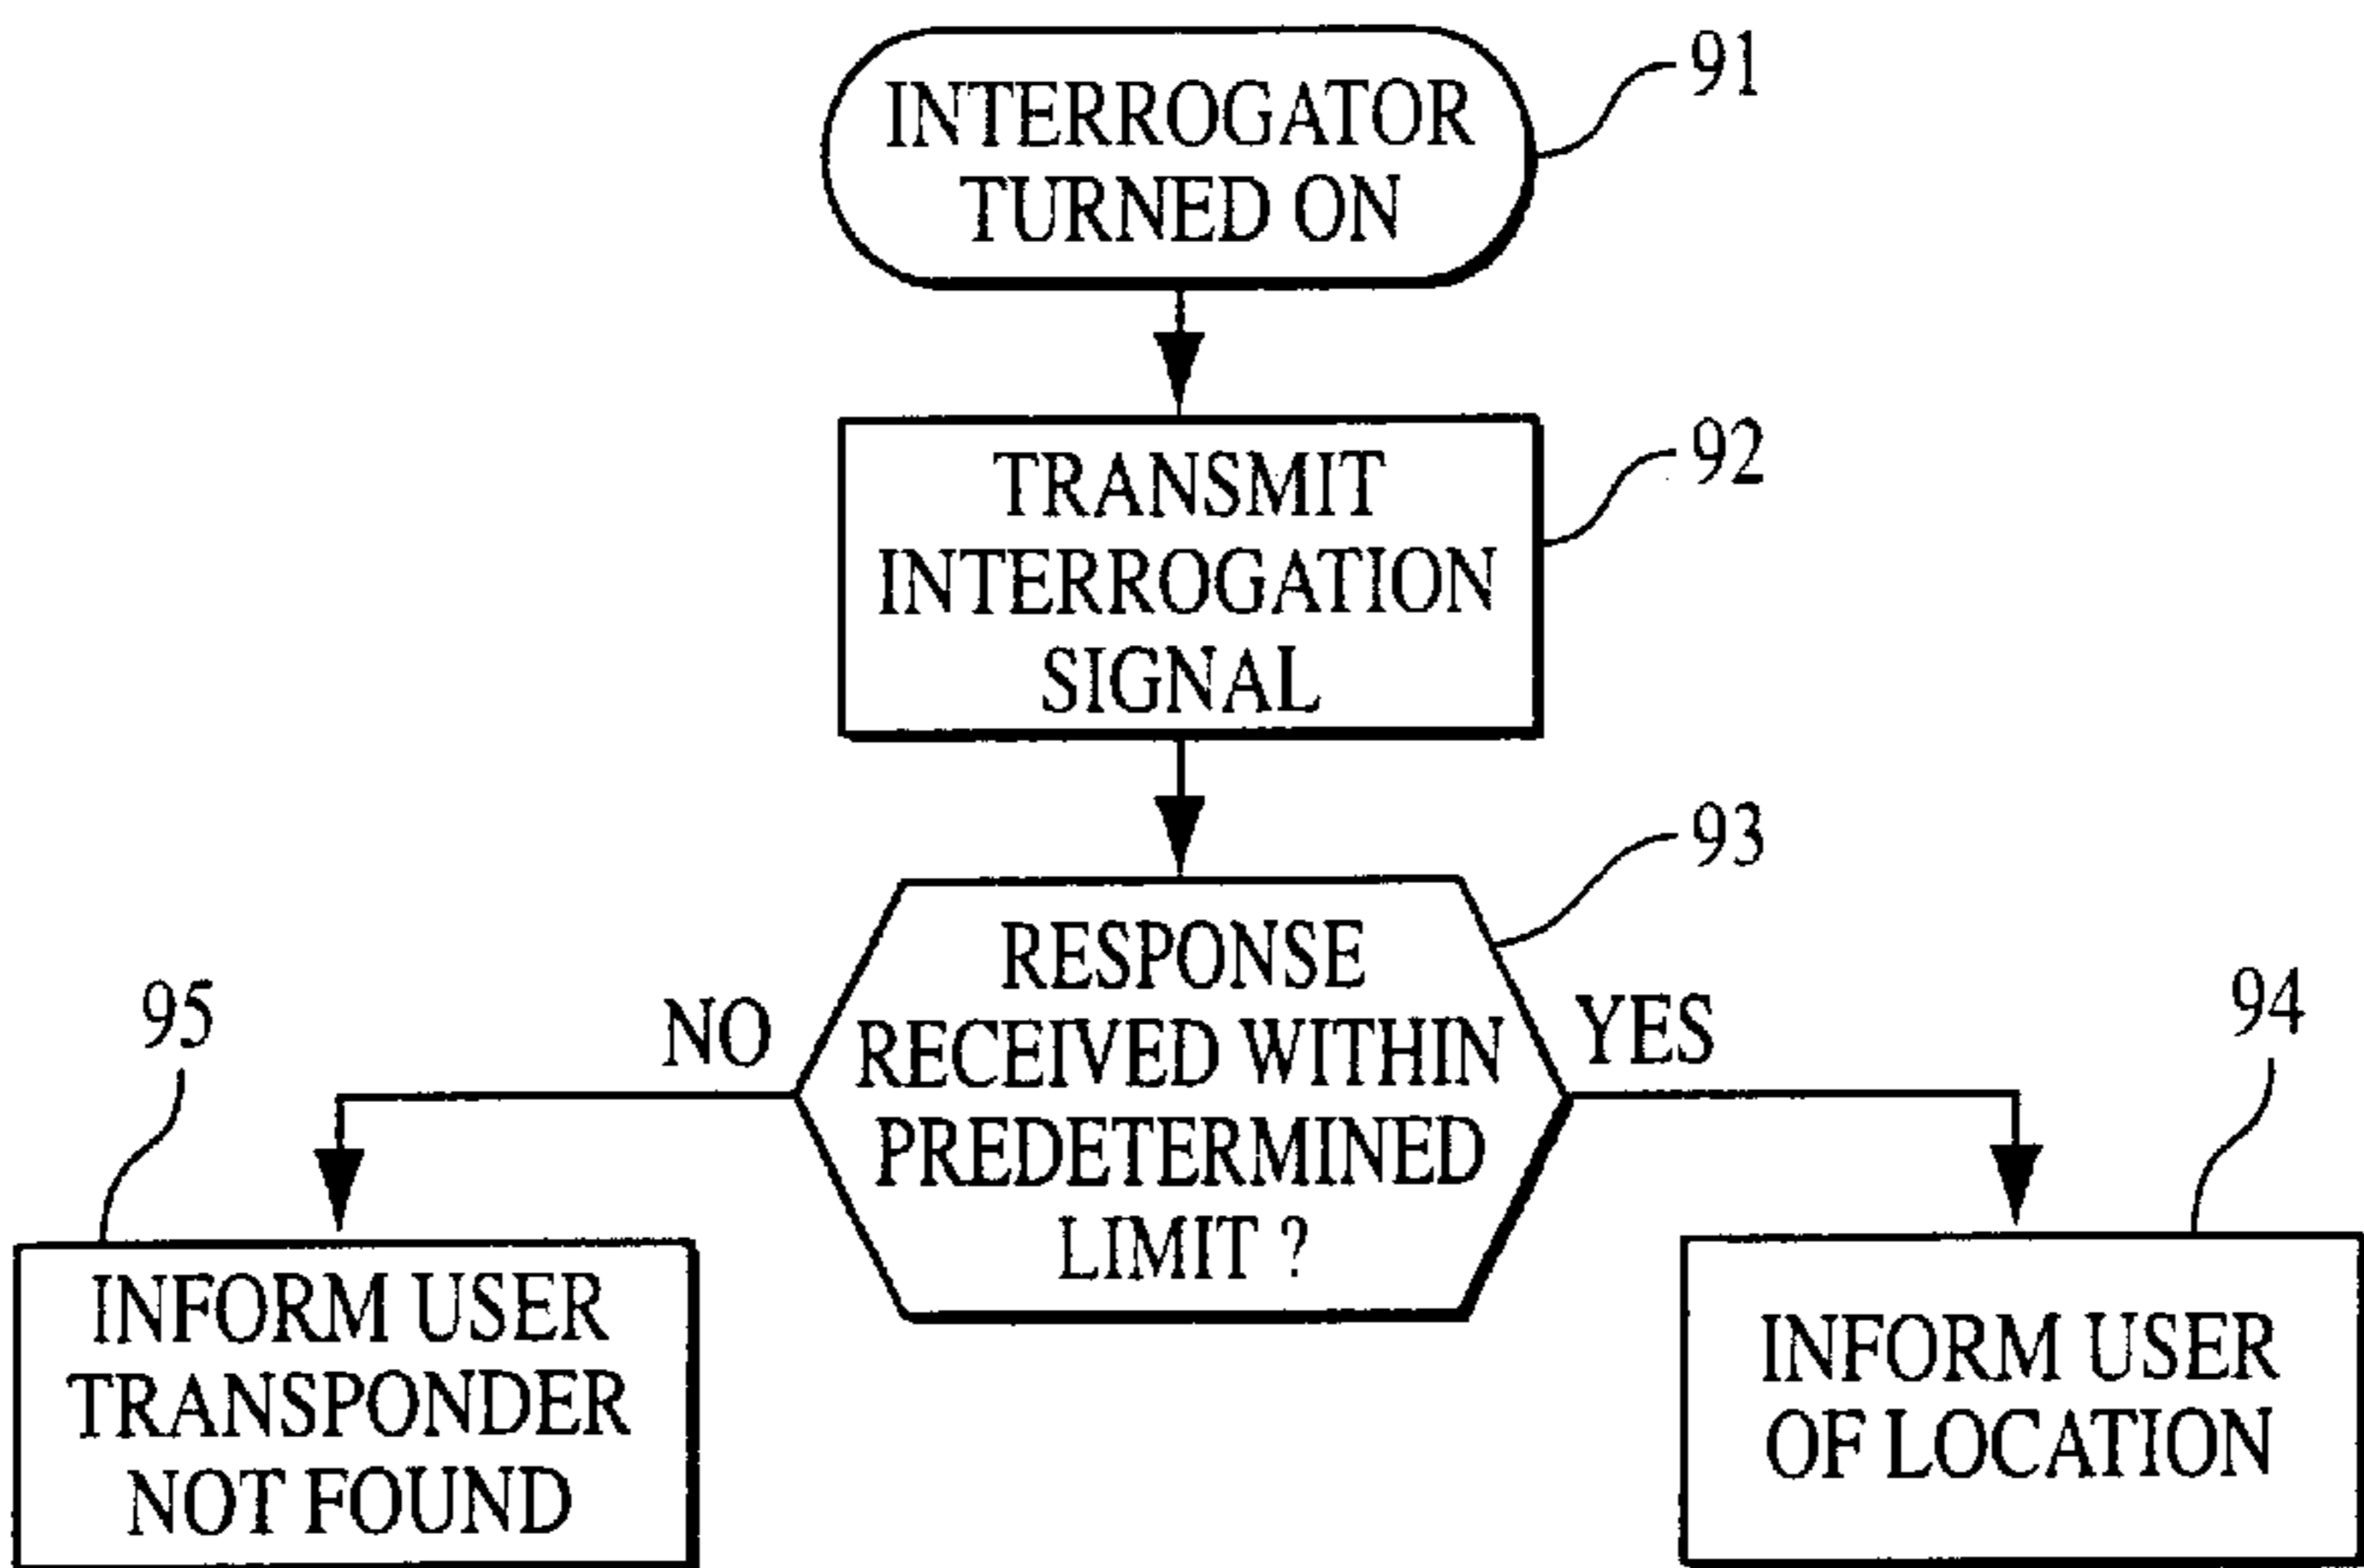 INTERROGATOR
TURNED ON
91
TRANSMIT
INTERROGATION
SIGNAL
92
RESPONSE
RECEIVED WITHIN
PREDETERMINED
LIMIT ?
93
NO
YES
95
INFORM USER
TRANSPONDER
NOT FOUND
94
INFORM USER
OF LOCATION